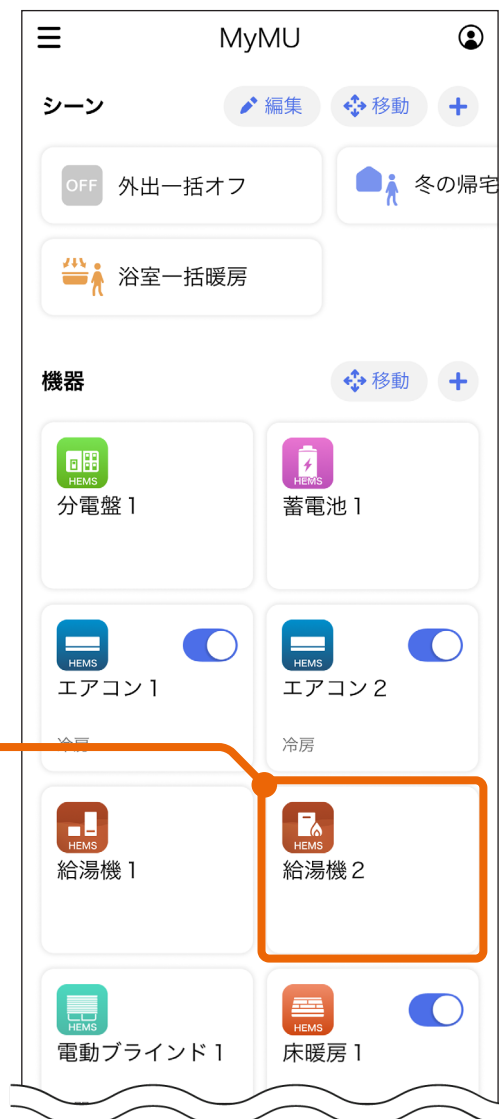 MyMU
シーン
編集
移動
OFF
外出一括オフ
冬の帰宅
浴室一括暖房
機器
移動
HEMS
分電盤1
HEMS
蓄電池1
HEMS
エアコン1
冷房
HEMS
エアコン2
冷房
HEMS
給湯機1
HEMS
給湯機2
HEMS
電動ブラインド1
HEMS
床暖房1